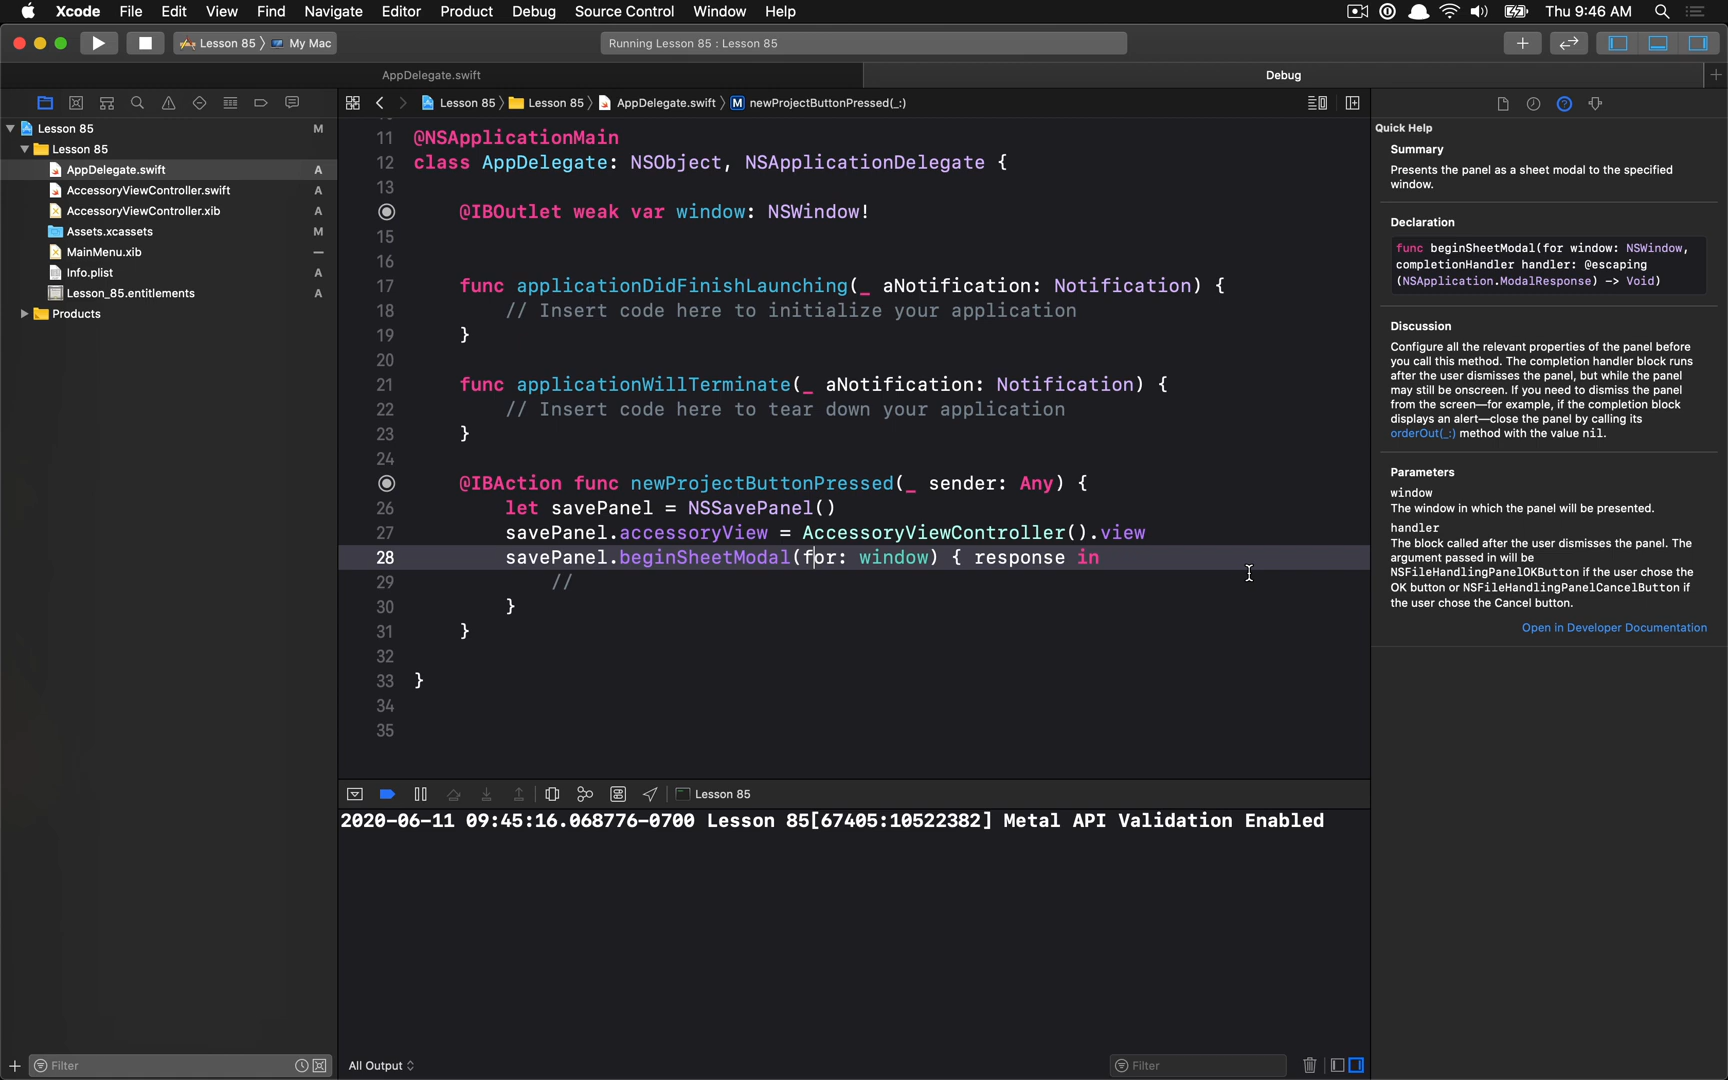 Xcode File Edit View Find Navigate Editor Product Debug Source Control Window Help
Thu 9:46 AM
Lesson 85 〉 My Mac
Running Lesson 85 : Lesson 85
AppDelegate.swift
Debug
Lesson 85 〉 Lesson 85 〉 AppDelegate.swift 〉 M newProjectButtonPressed(_:)
Lesson 85 M
Lesson 85
AppDelegate.swift A
AccessoryViewController.swift A
AccessoryViewController.xib A
Assets.xcassets M
MainMenu.xib —
Info.plist A
Lesson_85.entitlements A
Products
Filter
11 @NSApplicationMain
12 class AppDelegate: NSObject, NSApplicationDelegate {
13
@IBOutlet weak var window: NSWindow!
15
16
17 func applicationDidFinishLaunching(_ aNotification: Notification) {
18 // Insert code here to initialize your application
19 }
20
21 func applicationWillTerminate(_ aNotification: Notification) {
22 // Insert code here to tear down your application
23 }
24
@IBAction func newProjectButtonPressed(_ sender: Any) {
26 let savePanel = NSSavePanel()
27 savePanel.accessoryView = AccessoryViewController().view
28 savePanel.beginSheetModal(for: window) { response in
29 //
30 }
31 }
32
33 }
34
35
Lesson 85
2020-06-11 09:45:16.068776-0700 Lesson 85[67405:10522382] Metal API Validation Enabled
All Output
Filter
Quick Help
Summary
Presents the panel as a sheet modal to the specified
window.
Declaration
func beginSheetModal(for window: NSWindow,
completionHandler handler: @escaping
(NSApplication.ModalResponse) -> Void)
Discussion
Configure all the relevant properties of the panel before
you call this method. The completion handler block runs
after the user dismisses the panel, but while the panel
may still be onscreen. If you need to dismiss the panel
from the screen—for example, if the completion block
displays an alert—close the panel by calling its
orderOut(_:) method with the value nil.
Parameters
window
The window in which the panel will be presented.
handler
The block called after the user dismisses the panel. The
argument passed in will be
NSFileHandlingPanelOKButton if the user chose the
OK button or NSFileHandlingPanelCancelButton if
the user chose the Cancel button.
Open in Developer Documentation